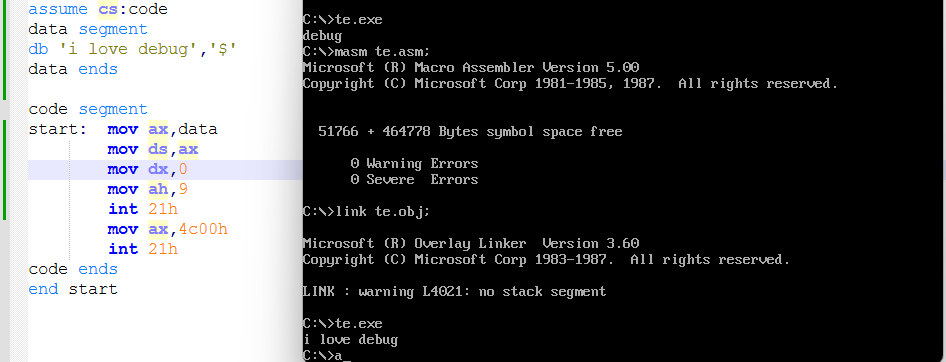 assume cs:code
data segment
db 'i love debug','$'
data ends
code segment
start:  mov ax,data
        mov ds,ax
        mov dx,0
        mov ah,9
        int 21h
        mov ax,4c00h
        int 21h
code ends
end start
C:\>te.exe
debug
C:\>masm te.asm;
Microsoft (R) Macro Assembler Version 5.00
Copyright (C) Microsoft Corp 1981-1985, 1987.  All rights reserved.
  51766 + 464778 Bytes symbol space free
      0 Warning Errors
      0 Severe  Errors
C:\>link te.obj;
Microsoft (R) Overlay Linker  Version 3.60
Copyright (C) Microsoft Corp 1983-1987.  All rights reserved.
LINK : warning L4021: no stack segment
C:\>te.exe
i love debug
C:\>a_